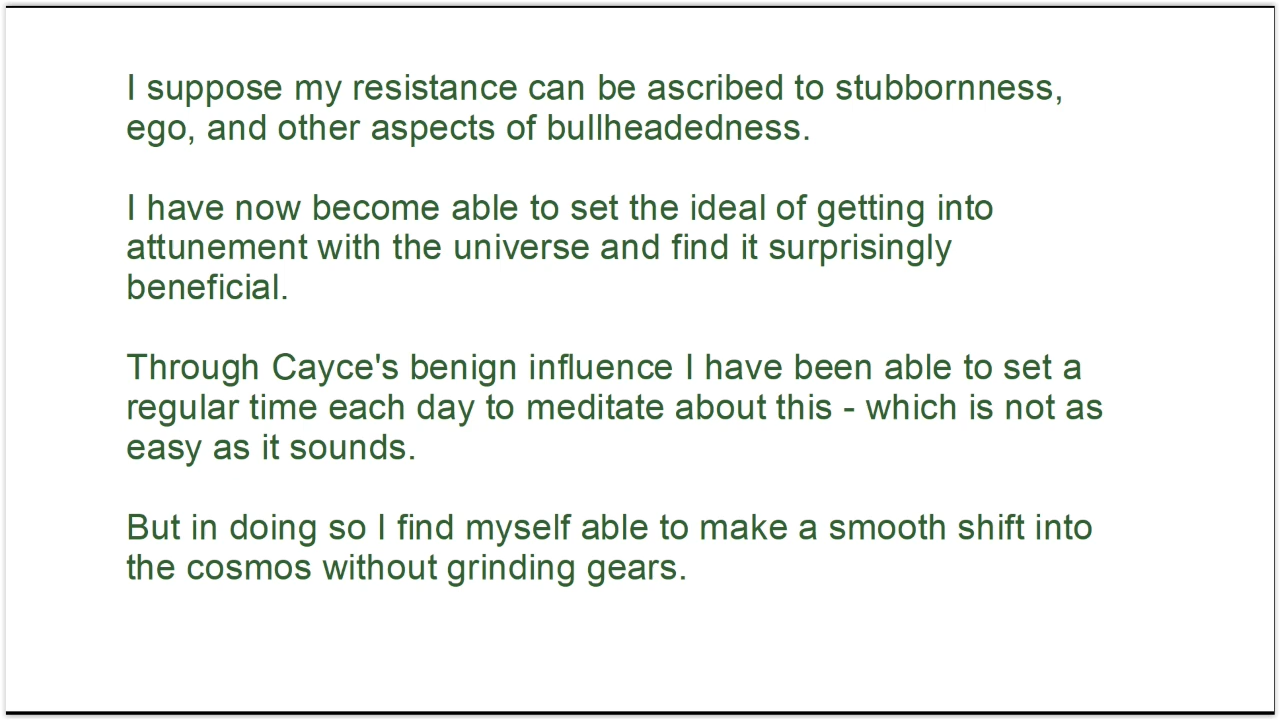 I suppose my resistance can be ascribed to stubbornness,
ego, and other aspects of bullheadedness.
I have now become able to set the ideal of getting into
attunement with the universe and find it surprisingly
beneficial.
Through Cayce's benign influence I have been able to set a
regular time each day to meditate about this - which is not as
easy as it sounds.
But in doing so I find myself able to make a smooth shift into
the cosmos without grinding gears.